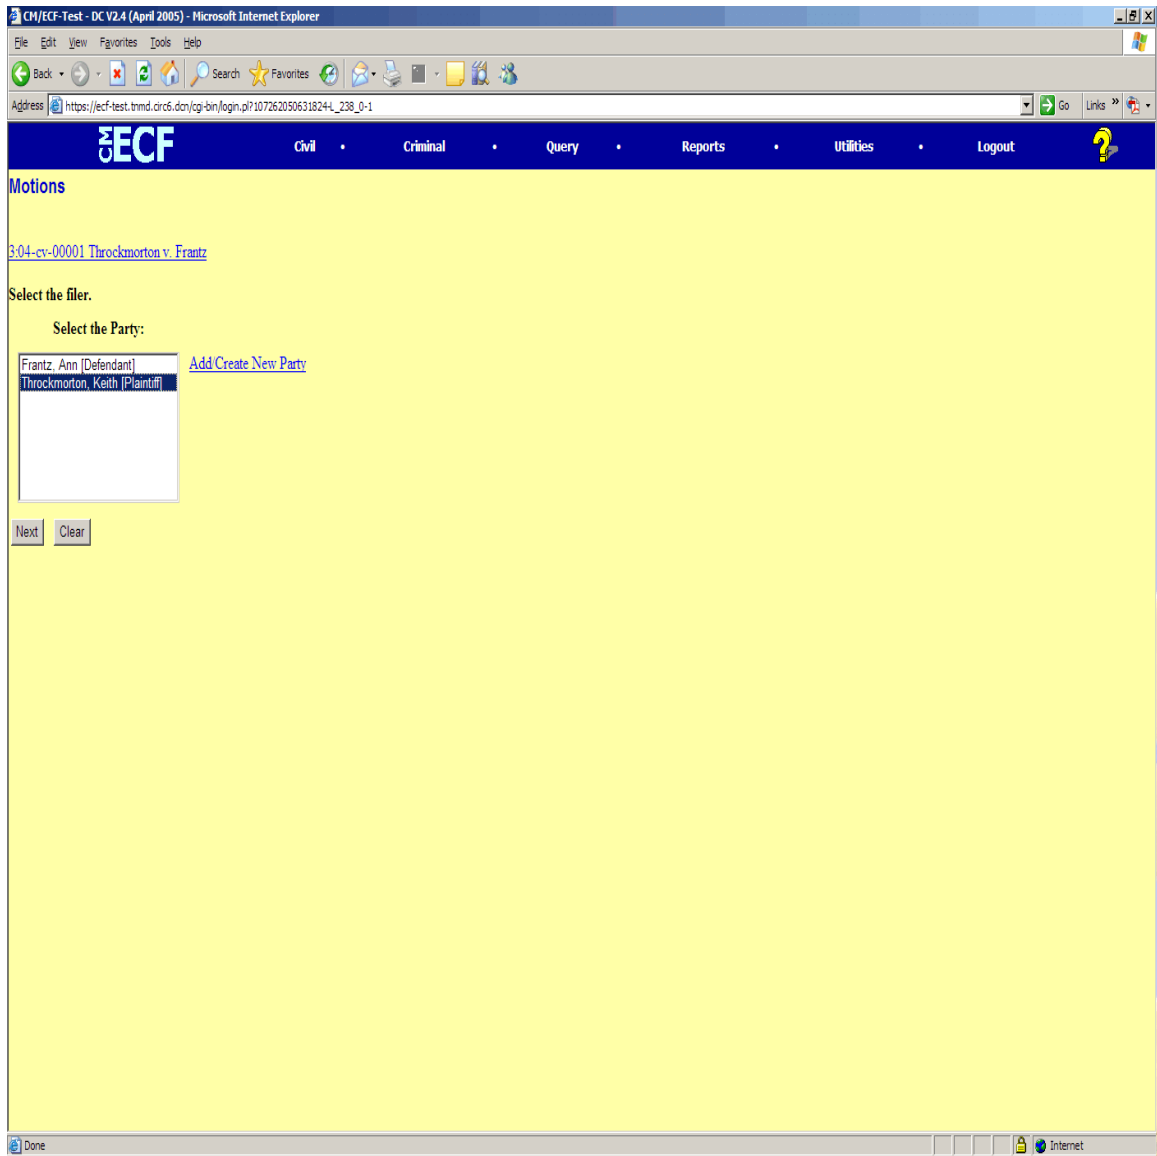 CM/ECF-Test - DC V2.4 (April 2005) - Microsoft Internet Explorer
File Edit View Favorites Tools Help
Back Search Favorites
Address https://ecf-test.tnmd.circ6.dcn/cgi-bin/login.pl?107262050631824-L_238_0-1 Go Links »
CM ECF Civil • Criminal • Query • Reports • Utilities • Logout ?
Motions
3:04-cv-00001 Throckmorton v. Frantz
Select the filer.
Select the Party:
Frantz, Ann [Defendant] Add/Create New Party
Throckmorton, Keith [Plaintiff]
Next Clear
Done Internet